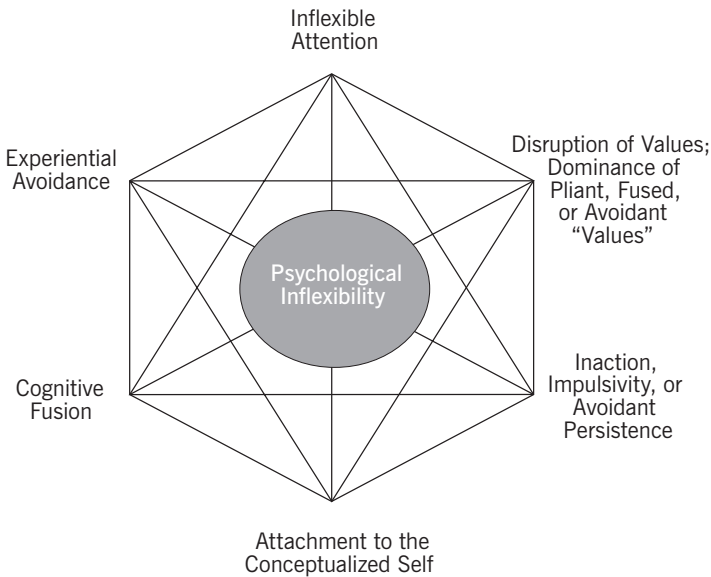 Inflexible
Attention
Experiential
Avoidance
Disruption of Values;
Dominance of
Pliant, Fused,
or Avoidant
“Values”
Psychological
Inflexibility
Cognitive
Fusion
Inaction,
Impulsivity, or
Avoidant
Persistence
Attachment to the
Conceptualized Self